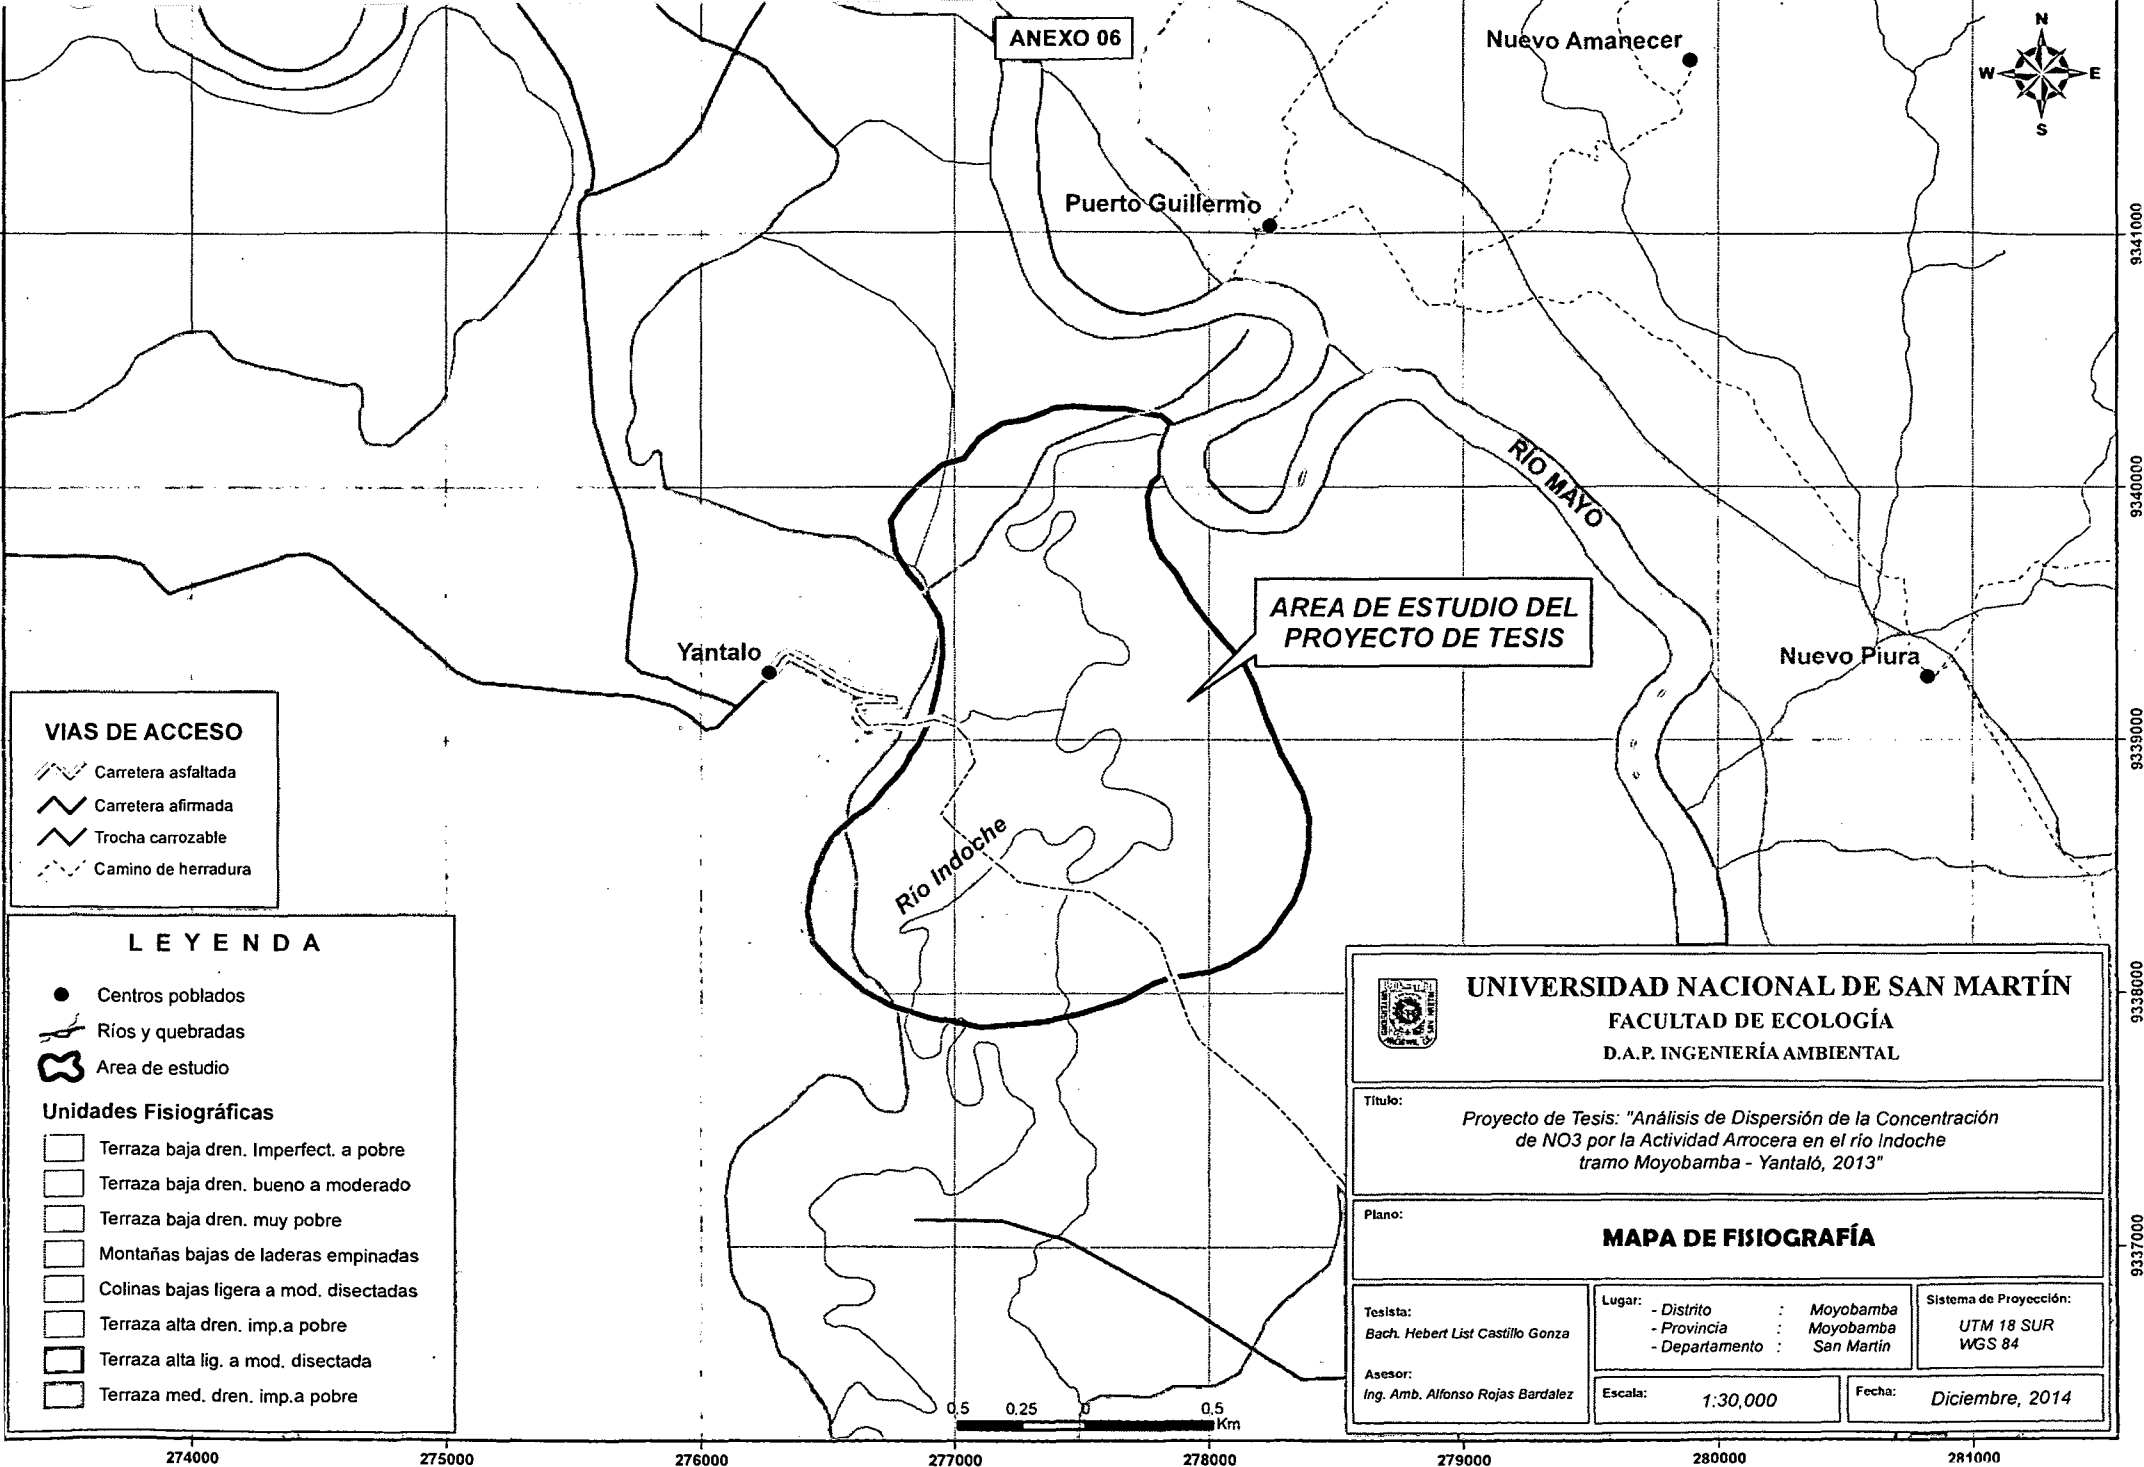 ANEXO 06
Nuevo Amanecer
N
W
E
S
Puerto Guillermo
RÍO MAYO
AREA DE ESTUDIO DEL
PROYECTO DE TESIS
Yantalo
Nuevo Piura
Río Indoche
9341000
9340000
9339000
9338000
9337000
VIAS DE ACCESO
Carretera asfaltada
Carretera afirmada
Trocha carrozable
Camino de herradura
LEYENDA
Centros poblados
Ríos y quebradas
Area de estudio
Unidades Fisiográficas
Terraza baja dren. Imperfect. a pobre
Terraza baja dren. bueno a moderado
Terraza baja dren. muy pobre
Montañas bajas de laderas empinadas
Colinas bajas ligera a mod. disectadas
Terraza alta dren. imp.a pobre
Terraza alta lig. a mod. disectada
Terraza med. dren. imp.a pobre
0,5 0,25 0 0,5
Km
UNIVERSIDAD NACIONAL DE SAN MARTÍN
FACULTAD DE ECOLOGÍA
D.A.P. INGENIERÍA AMBIENTAL
Título:
Proyecto de Tesis: "Análisis de Dispersión de la Concentración
de NO3 por la Actividad Arrocera en el río Indoche
tramo Moyobamba - Yantaló, 2013"
Plano:
MAPA DE FISIOGRAFÍA
Tesista:
Bach. Hebert List Castillo Gonza
Asesor:
Ing. Amb. Alfonso Rojas Bardalez
Lugar:
- Distrito : Moyobamba
- Provincia : Moyobamba
- Departamento : San Martín
Sistema de Proyección:
UTM 18 SUR
WGS 84
Escala:
1:30,000
Fecha:
Diciembre, 2014
274000 275000 276000 277000 278000 279000 280000 281000